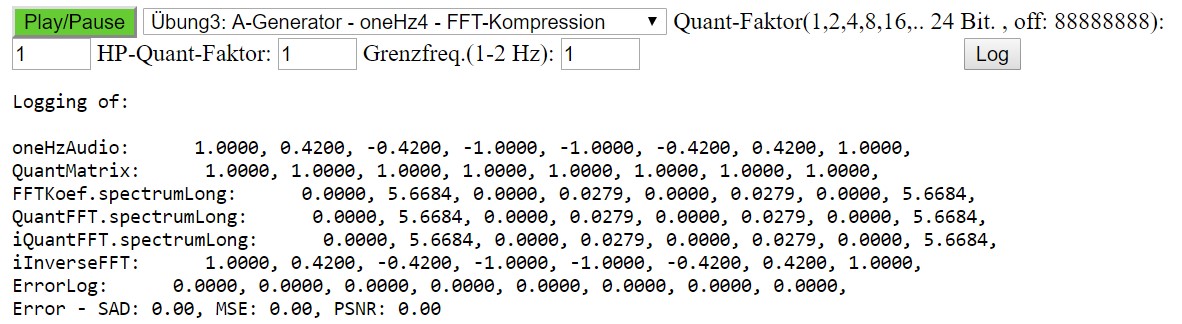 Play/Pause Übung3: A-Generator - oneHz4 - FFT-Kompression Quant-Faktor(1,2,4,8,16,.. 24 Bit. , off: 88888888):
1 HP-Quant-Faktor: 1 Grenzfreq.(1-2 Hz): 1 Log
Logging of:
oneHzAudio: 1.0000, 0.4200, -0.4200, -1.0000, -1.0000, -0.4200, 0.4200, 1.0000,
QuantMatrix: 1.0000, 1.0000, 1.0000, 1.0000, 1.0000, 1.0000, 1.0000, 1.0000,
FFTKoef.spectrumLong: 0.0000, 5.6684, 0.0000, 0.0279, 0.0000, 0.0279, 0.0000, 5.6684,
QuantFFT.spectrumLong: 0.0000, 5.6684, 0.0000, 0.0279, 0.0000, 0.0279, 0.0000, 5.6684,
iQuantFFT.spectrumLong: 0.0000, 5.6684, 0.0000, 0.0279, 0.0000, 0.0279, 0.0000, 5.6684,
iInverseFFT: 1.0000, 0.4200, -0.4200, -1.0000, -1.0000, -0.4200, 0.4200, 1.0000,
ErrorLog: 0.0000, 0.0000, 0.0000, 0.0000, 0.0000, 0.0000, 0.0000, 0.0000,
Error - SAD: 0.00, MSE: 0.00, PSNR: 0.00